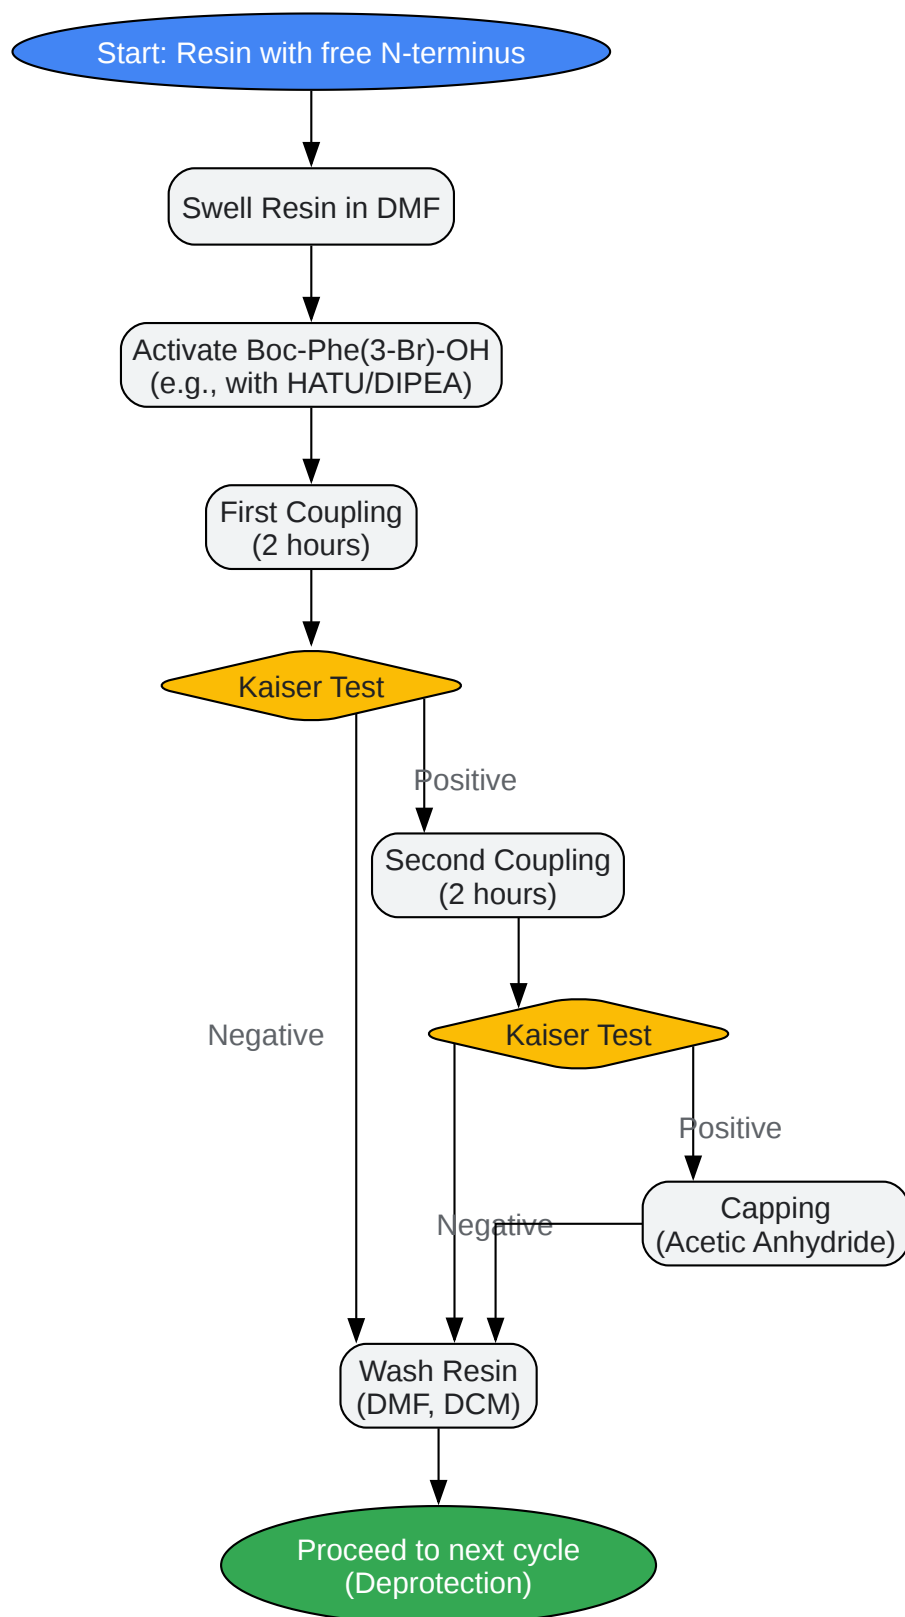 Start: Resin with free N-terminus
Swell Resin in DMF
Activate Boc-Phe(3-Br)-OH
(e.g., with HATU/DIPEA)
First Coupling
(2 hours)
Kaiser Test
Positive
Second Coupling
(2 hours)
Negative
Kaiser Test
Positive
Capping
(Acetic Anhydride)
Negative
Wash Resin
(DMF, DCM)
Proceed to next cycle
(Deprotection)